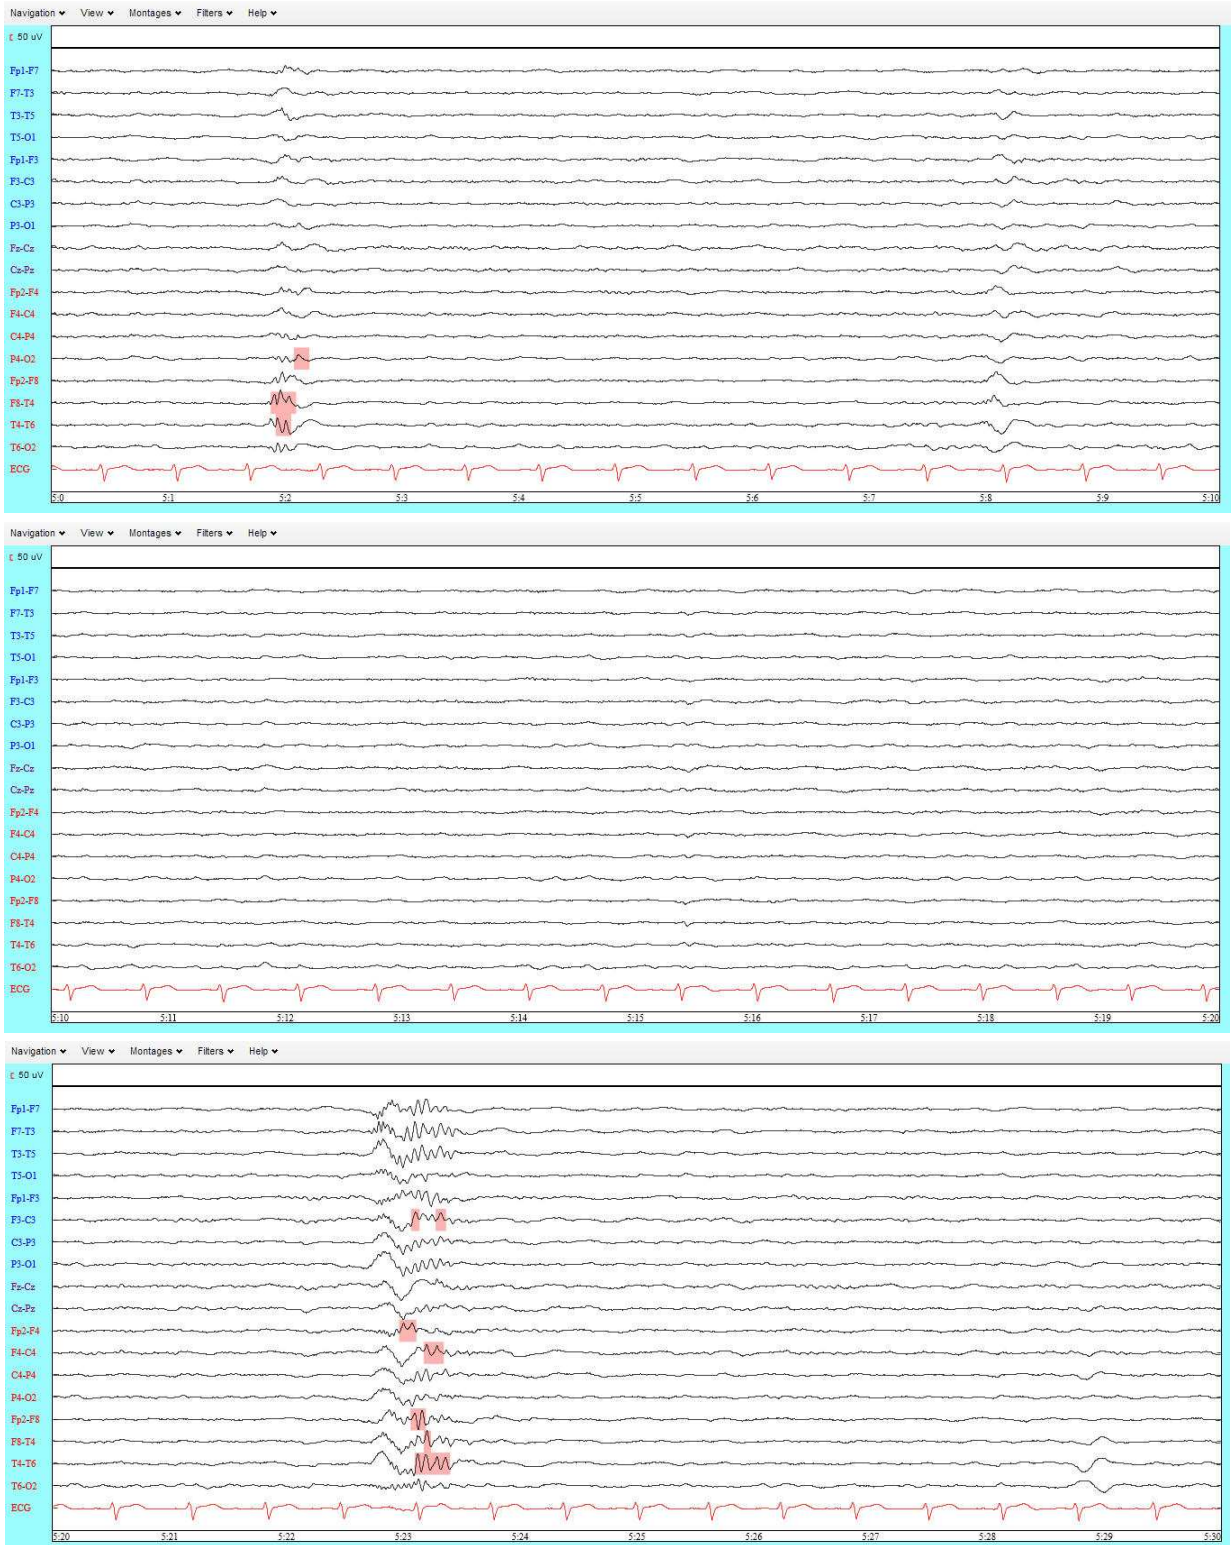 Navigation View Montages Filters Help
50 uV
Fp1-F7
F7-T3
T3-T5
T5-O1
Fp1-F3
F3-C3
C3-P3
P3-O1
Fz-Cz
Cz-Pz
Fp2-F4
F4-C4
C4-P4
P4-O2
Fp2-F8
F8-T4
T4-T6
T6-O2
ECG
5:0 5:1 5:2 5:3 5:4 5:5 5:6 5:7 5:8 5:9 5:10
Navigation View Montages Filters Help
50 uV
Fp1-F7
F7-T3
T3-T5
T5-O1
Fp1-F3
F3-C3
C3-P3
P3-O1
Fz-Cz
Cz-Pz
Fp2-F4
F4-C4
C4-P4
P4-O2
Fp2-F8
F8-T4
T4-T6
T6-O2
ECG
5:10 5:11 5:12 5:13 5:14 5:15 5:16 5:17 5:18 5:19 5:20
Navigation View Montages Filters Help
50 uV
Fp1-F7
F7-T3
T3-T5
T5-O1
Fp1-F3
F3-C3
C3-P3
P3-O1
Fz-Cz
Cz-Pz
Fp2-F4
F4-C4
C4-P4
P4-O2
Fp2-F8
F8-T4
T4-T6
T6-O2
ECG
5:20 5:21 5:22 5:23 5:24 5:25 5:26 5:27 5:28 5:29 5:30